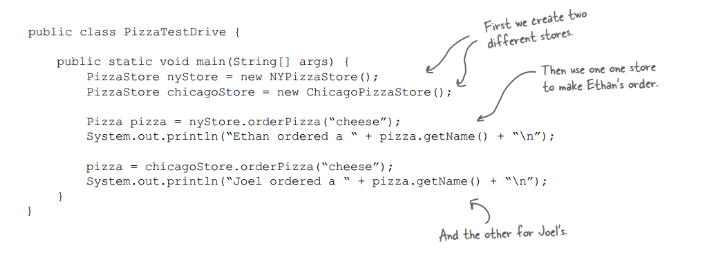 public class PizzaTestDrive {
First we create two
different stores.
public static void main(String[] args) {
PizzaStore nyStore = new NYPizzaStore();
PizzaStore chicagoStore = new ChicagoPizzaStore();
Then use one one store
to make Ethan's order.
Pizza pizza = nyStore.orderPizza(“cheese”);
System.out.println(“Ethan ordered a “ + pizza.getName() + “\n”);
pizza = chicagoStore.orderPizza(“cheese”);
System.out.println(“Joel ordered a “ + pizza.getName() + “\n”);
}
}
And the other for Joel's.